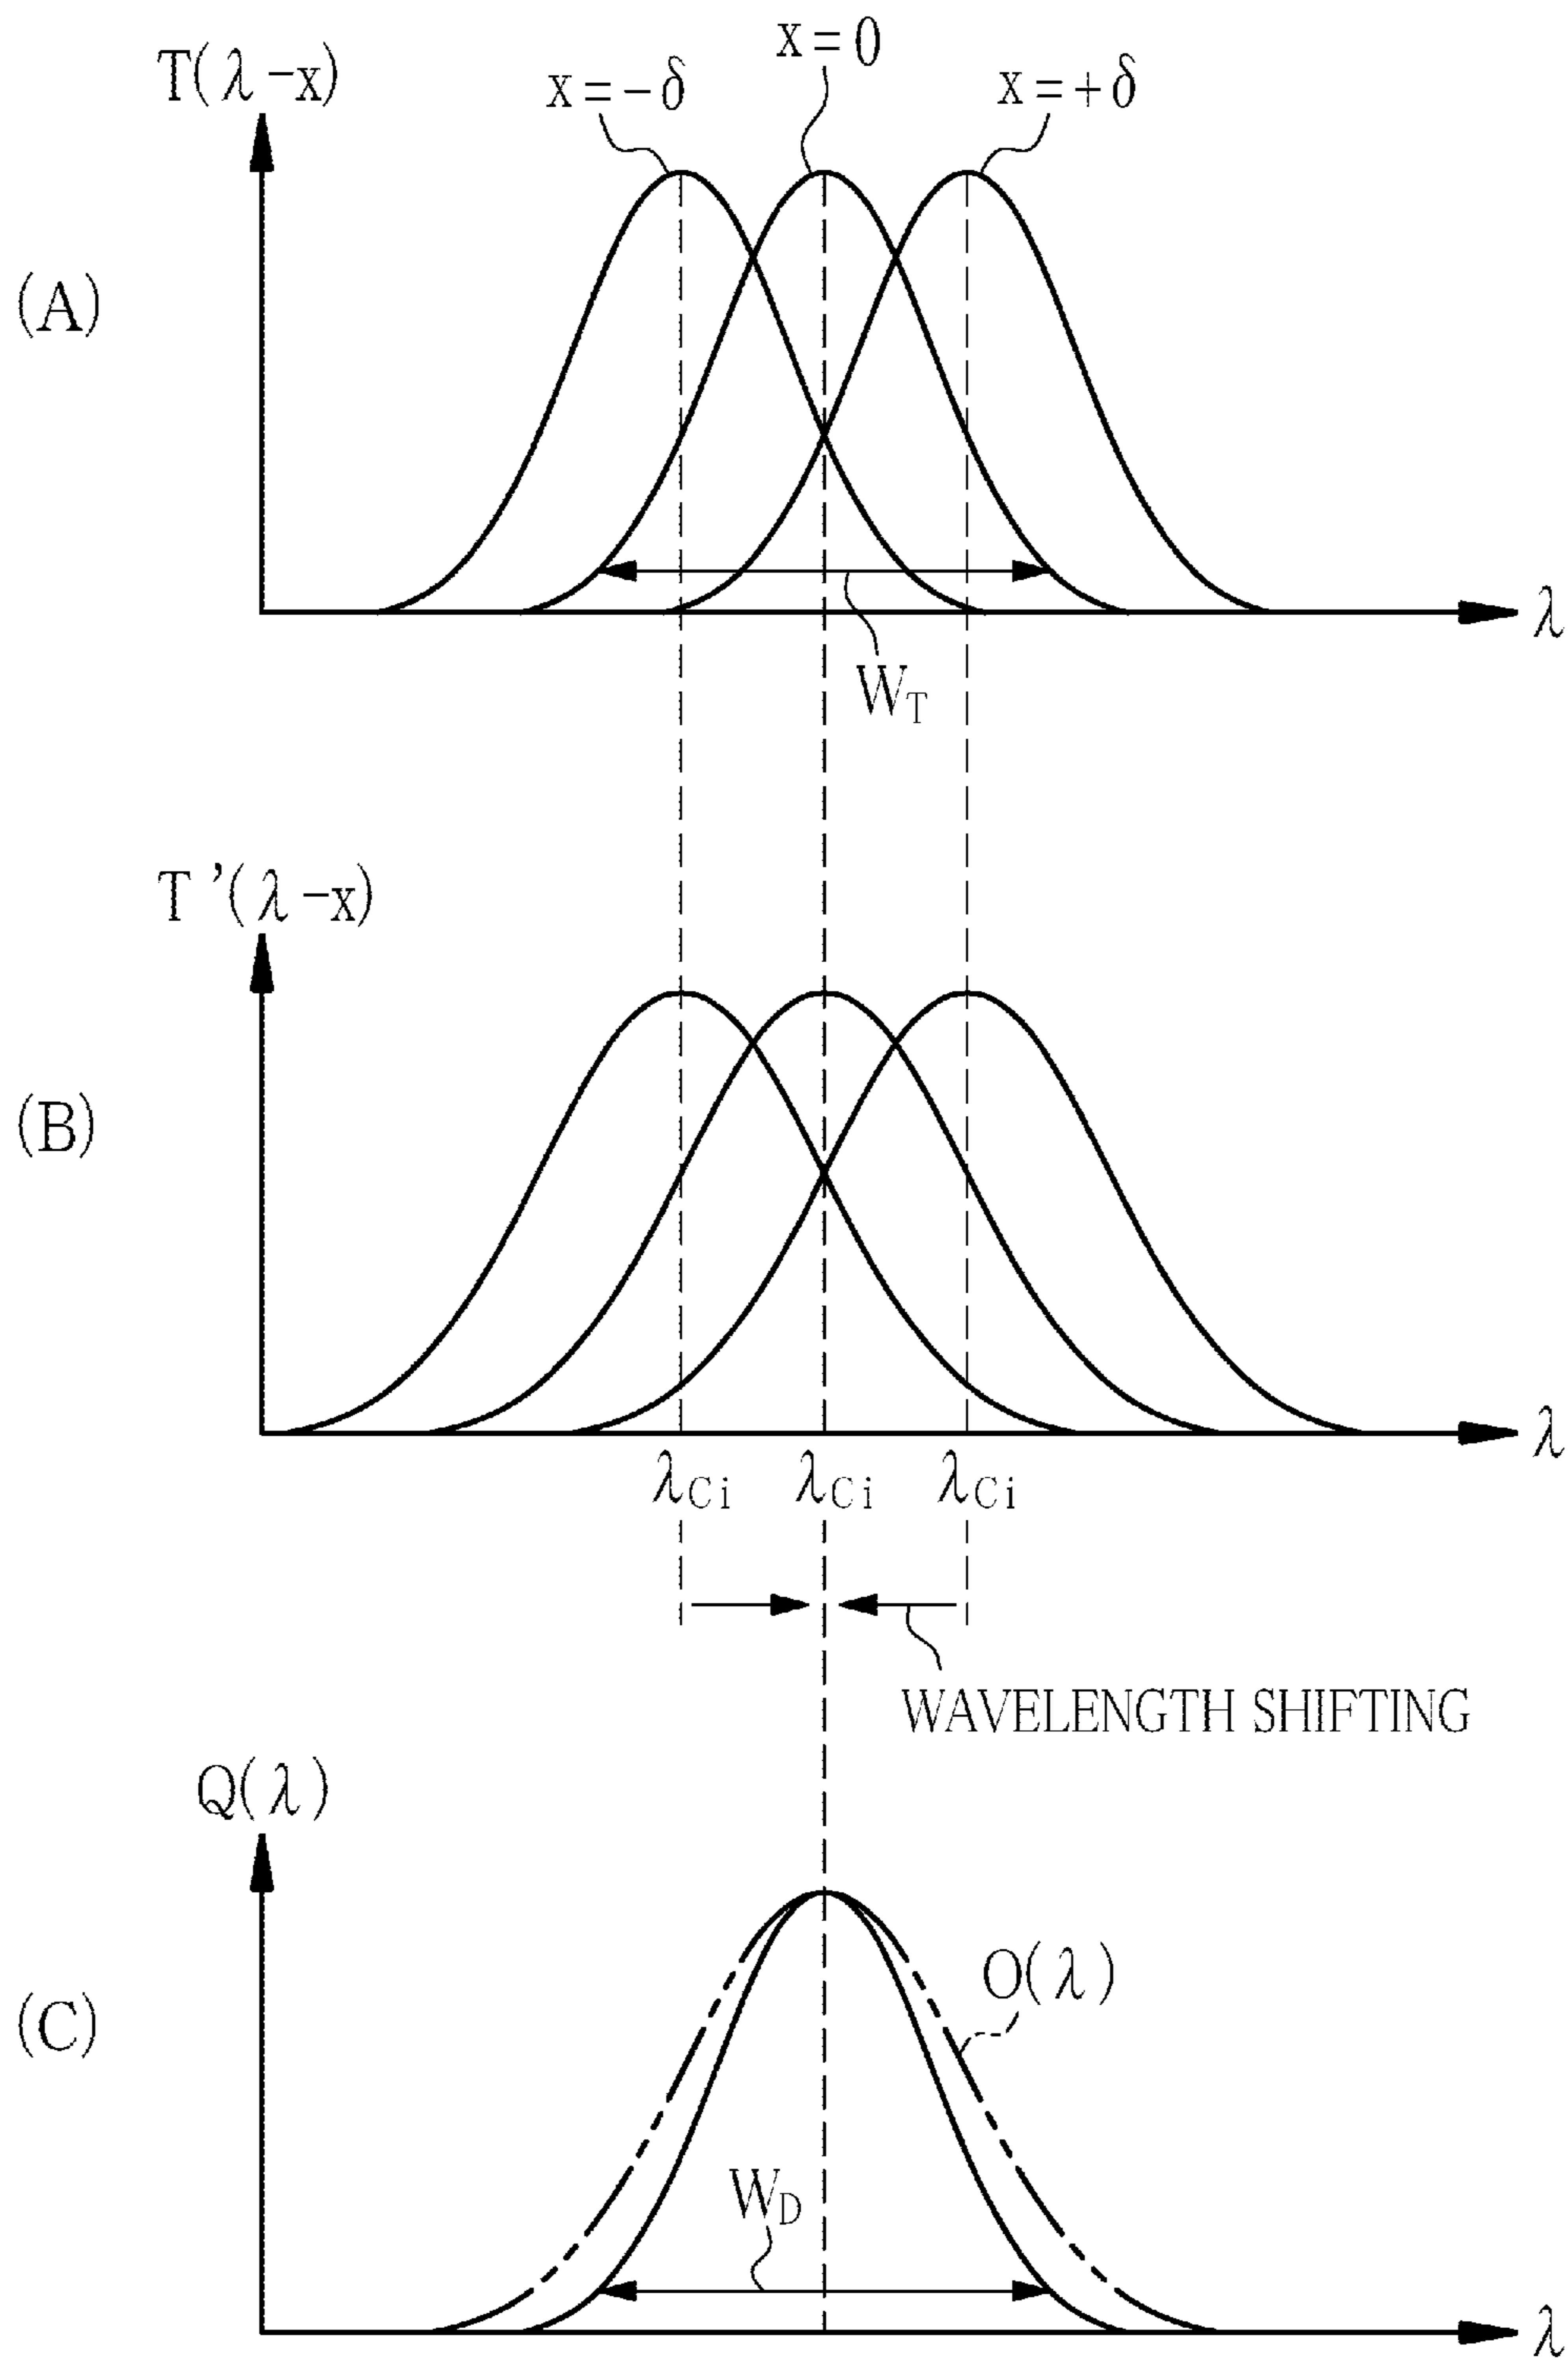 x=0
T(λ-x)
x=-δ
x=+δ
(A)
λ
W_T
T'(λ-x)
(B)
λ
λ_Ci λ_Ci λ_Ci
WAVELENGTH SHIFTING
Q(λ)
O(λ)
(C)
W_D
λ